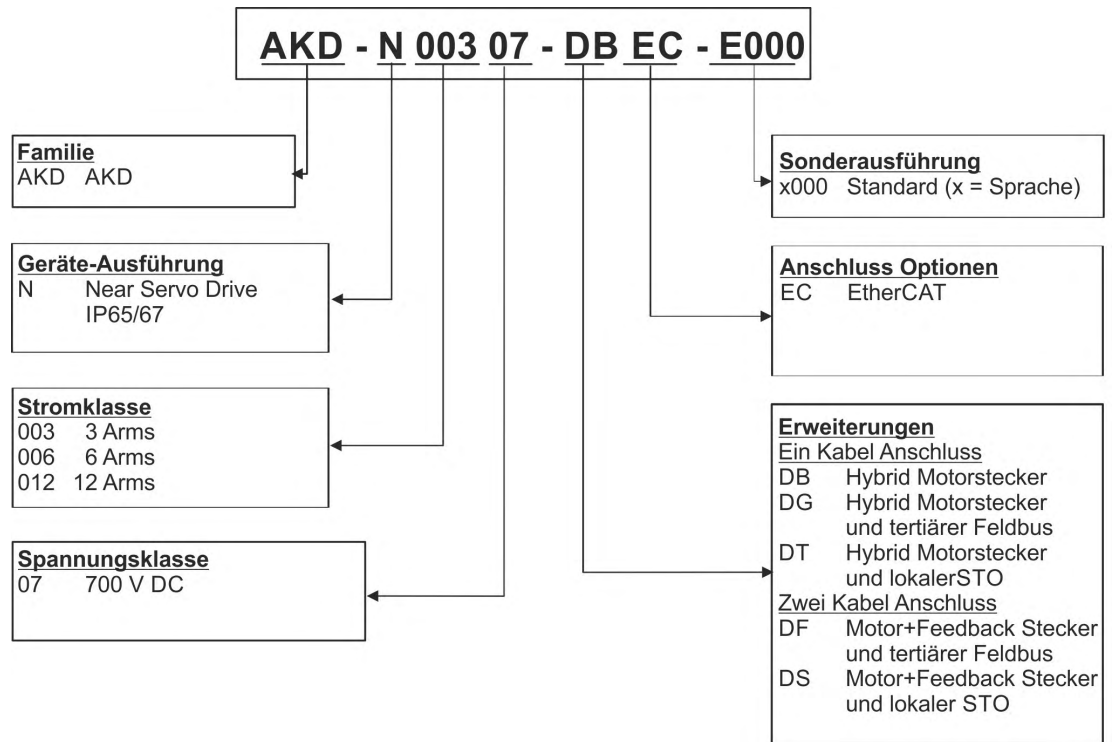 AKD - N 003 07 - DB EC - E000
Familie
AKD AKD
Geräte-Ausführung
N Near Servo Drive
IP65/67
Stromklasse
003 3 Arms
006 6 Arms
012 12 Arms
Spannungsklasse
07 700 V DC
Sonderausführung
x000 Standard (x = Sprache)
Anschluss Optionen
EC EtherCAT
Erweiterungen
Ein Kabel Anschluss
DB Hybrid Motorstecker
DG Hybrid Motorstecker
und tertiärer Feldbus
DT Hybrid Motorstecker
und lokalerSTO
Zwei Kabel Anschluss
DF Motor+Feedback Stecker
und tertiärer Feldbus
DS Motor+Feedback Stecker
und lokaler STO